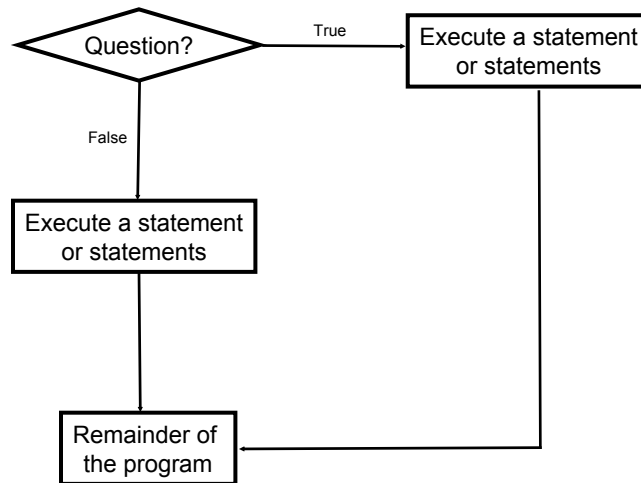 Question?
True
Execute a statement
or statements
False
Execute a statement
or statements
Remainder of
the program